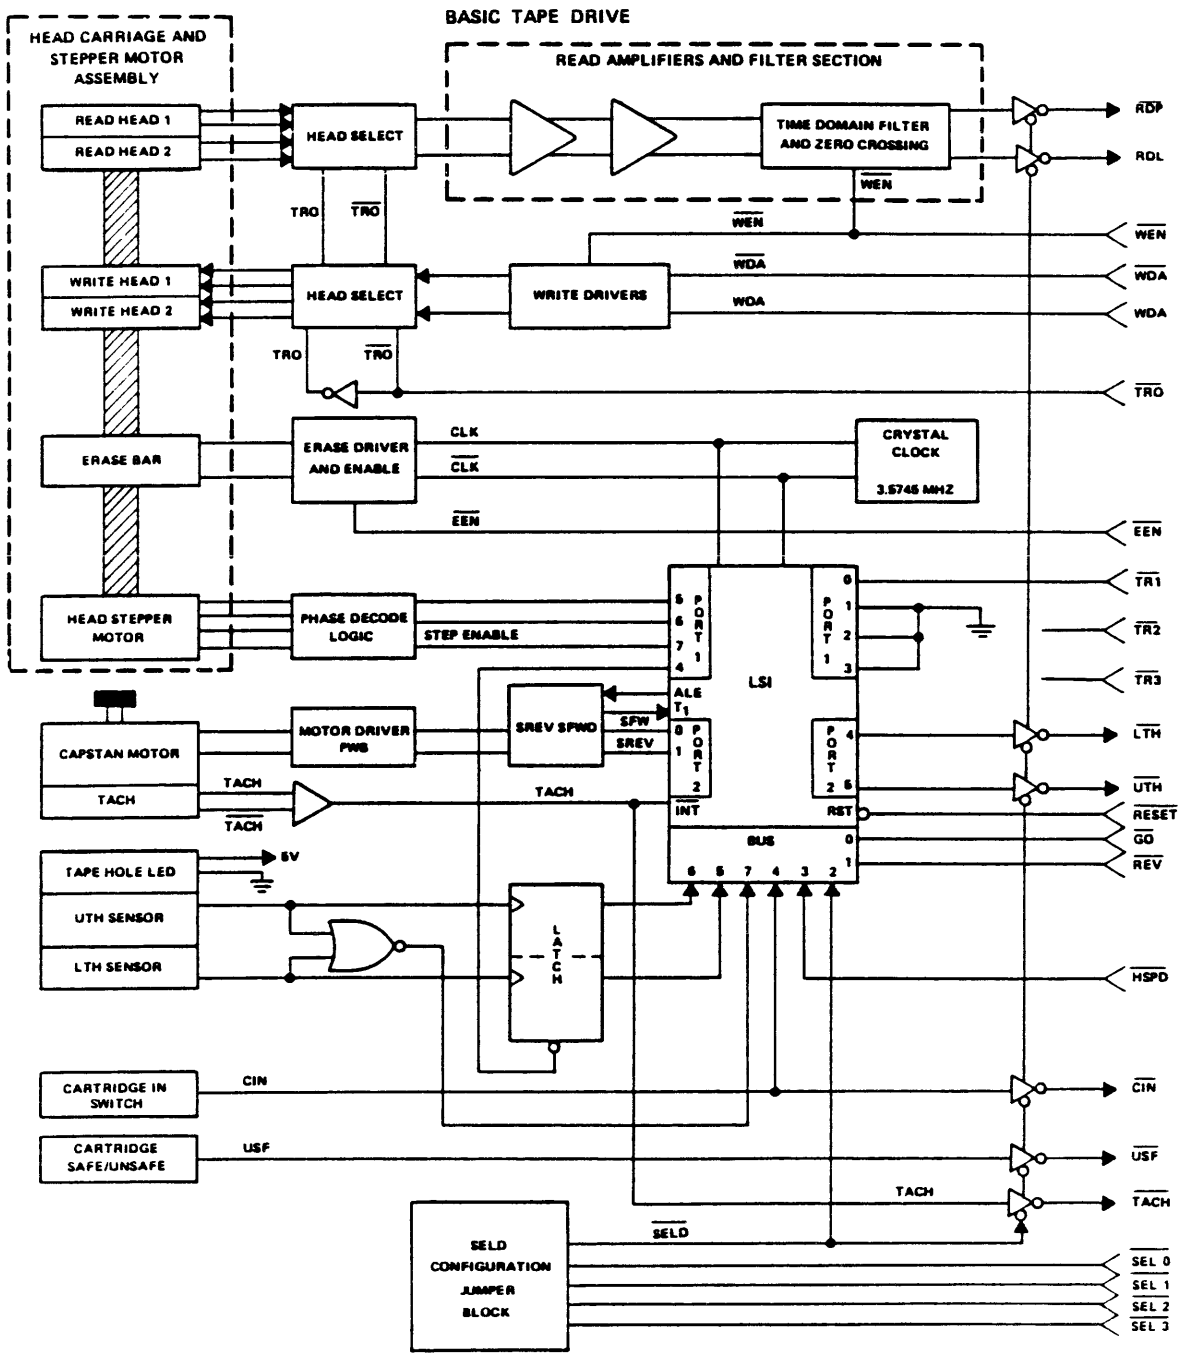 BASIC TAPE DRIVE
HEAD CARRIAGE AND
STEPPER MOTOR
ASSEMBLY
READ AMPLIFIERS AND FILTER SECTION
READ HEAD 1
READ HEAD 2
HEAD SELECT
TIME DOMAIN FILTER
AND ZERO CROSSING
RDP
RDL
WEN
TRO TRO
WEN
WEN
WRITE HEAD 1
WRITE HEAD 2
HEAD SELECT
WRITE DRIVERS
WDA
WDA
WDA
WDA
TRO TRO
TRO
ERASE BAR
ERASE DRIVER
AND ENABLE
CLK
CLK
CRYSTAL
CLOCK
3.5745 MHZ
EEN
EEN
HEAD STEPPER
MOTOR
PHASE DECODE
LOGIC
STEP ENABLE
5
6
7
4
PORT 1
LSI
PORT 1
0
1
2
3
TR1
TR2
TR3
CAPSTAN MOTOR
TACH
MOTOR DRIVER
PWB
SREV SFWD
ALE
T1
SFW
SREV
0
1
PORT 2
PORT 2
4
5
LTH
UTH
TACH
TACH
TACH
INT
RST
RESET
BUS
0
1
GO
REV
6 5 7 4 3 2
TAPE HOLE LED
UTH SENSOR
LTH SENSOR
5V
LATCH
HSPD
CARTRIDGE IN
SWITCH
CIN
CIN
CARTRIDGE
SAFE/UNSAFE
USF
USF
TACH
TACH
SELD
CONFIGURATION
JUMPER
BLOCK
SELD
SEL 0
SEL 1
SEL 2
SEL 3